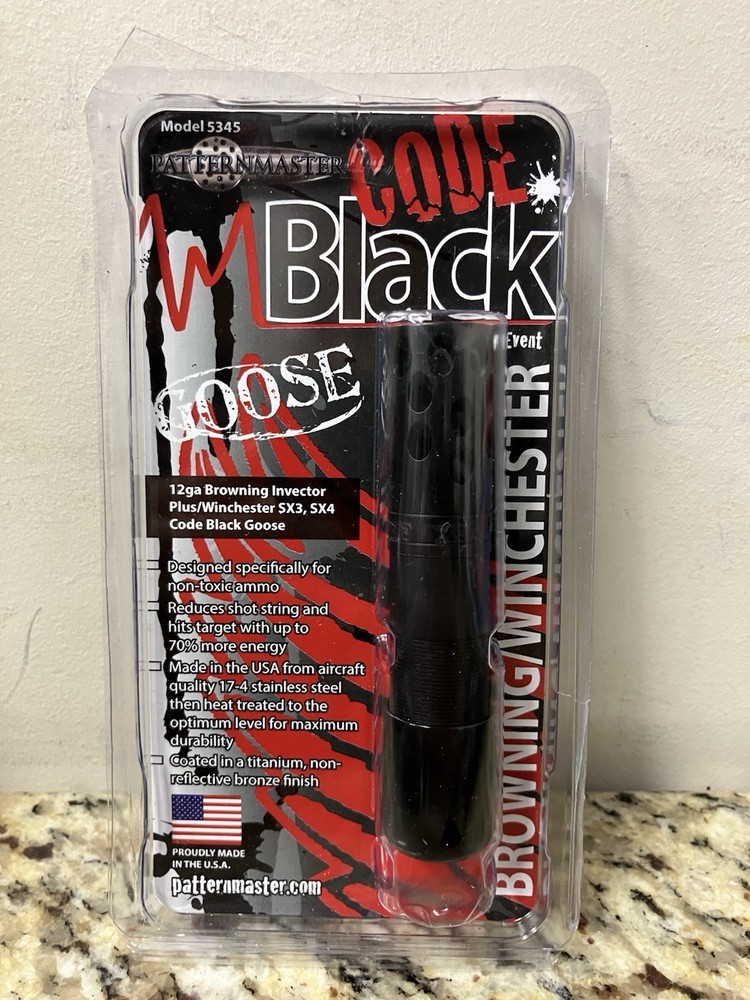 Model 5345
PATTERNMASTER
CODE
Black
Event
GOOSE
12ga Browning Invector
Plus/Winchester SX3, SX4
Code Black Goose
Designed specifically for
non-toxic ammo
Reduces shot string and
hits target with up to
70% more energy
Made in the USA from aircraft
quality 17-4 stainless steel
then heat treated to the
optimum level for maximum
durability
Coated in a titanium, non-
reflective bronze finish
PROUDLY MADE
IN THE U.S.A.
patternmaster.com
BROWNING/WINCHESTER